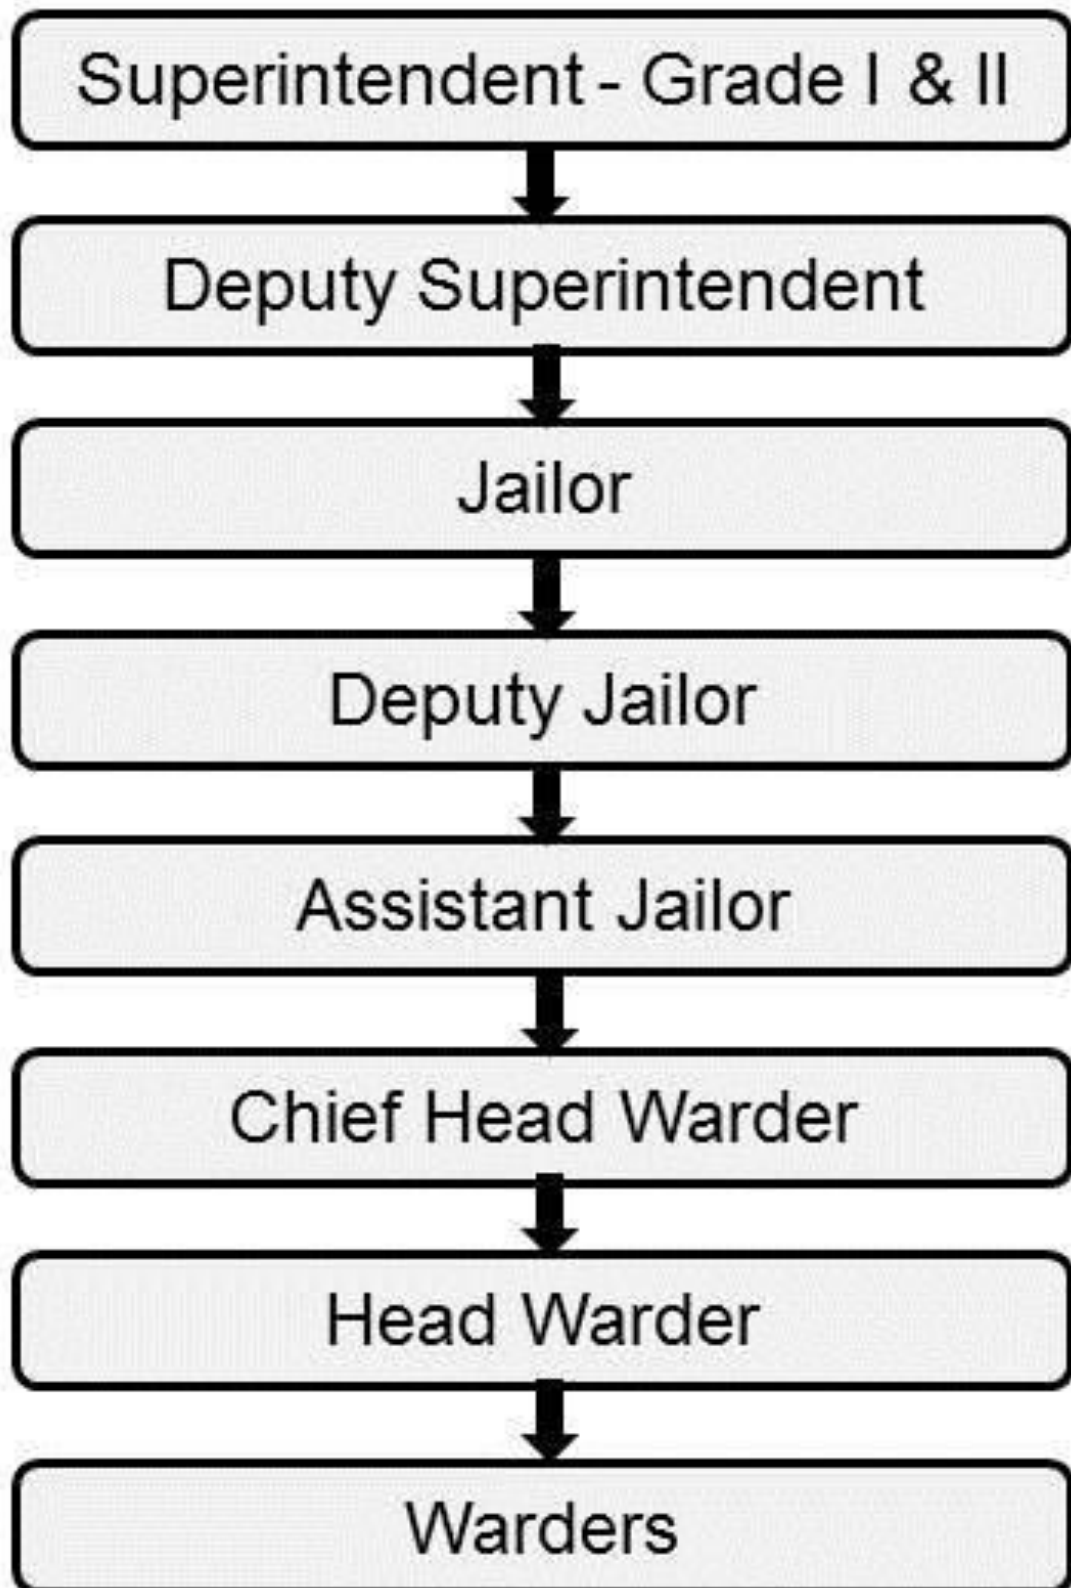 Superintendent - Grade I & II
Deputy Superintendent
Jailor
Deputy Jailor
Assistant Jailor
Chief Head Warder
Head Warder
Warders